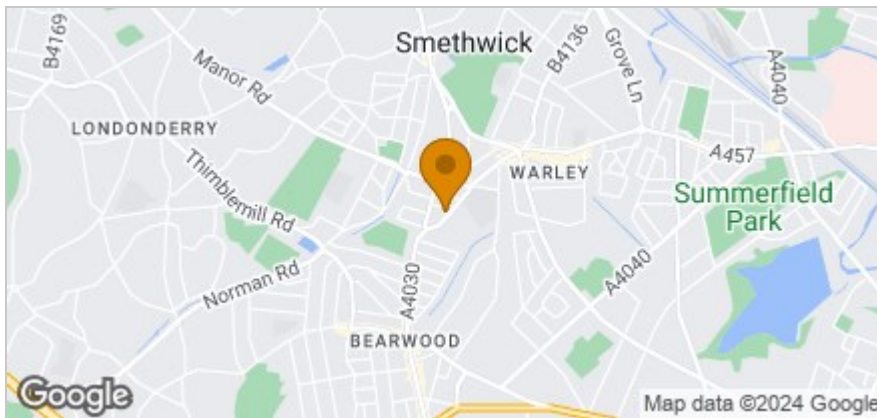 B4169
Manor Rd
Smethwick
B4136
Grove Ln
A4040
LONDONDERRY
Thimblemill Rd
WARLEY
A457
Summerfield
Park
Norman Rd
A4030
A4040
BEARWOOD
Google
Map data ©2024 Google